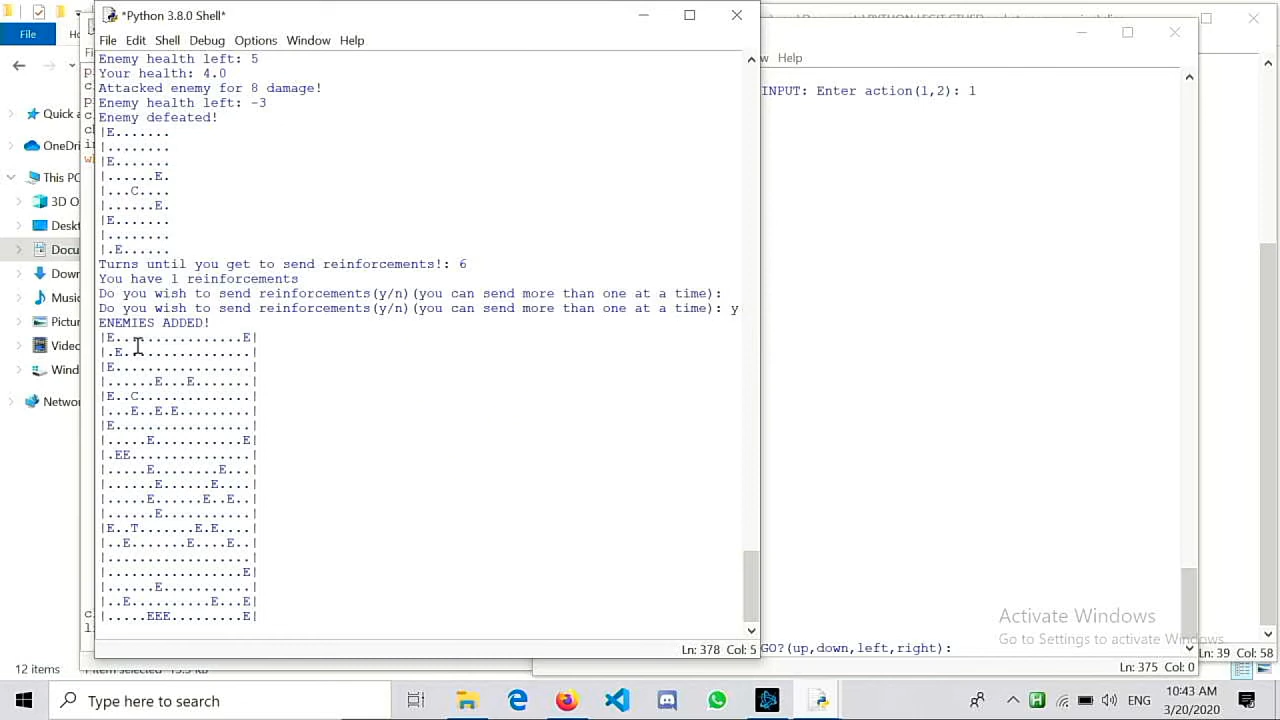 *Python 3.8.0 Shell*
File Edit Shell Debug Options Window Help
Enemy health left: 5
Your health: 4.0
Attacked enemy for 8 damage!
Enemy health left: -3
Enemy defeated!
|E.......
|........
|E.......
|......E.
|...C....
|......E.
|E.......
|........
|.E......
Turns until you get to send reinforcements!: 6
You have 1 reinforcements
Do you wish to send reinforcements(y/n)(you can send more than one at a time):
Do you wish to send reinforcements(y/n)(you can send more than one at a time): y
ENEMIES ADDED!
|E................E|
|.E................|
|E.................|
|......E...E.......|
|E..C..............|
|...E..E.E.........|
|E.................|
|.....E...........E|
|.EE...............|
|.....E........E...|
|......E......E....|
|.....E......E..E..|
|......E...........|
|E..T.......E.E....|
|..E.......E....E..|
|..................|
|.................E|
|......E...........|
|..E..........E...E|
|.....EEE.........E|
Ln: 378 Col: 5
File
Quick a
OneDri
This PC
3D O
Deskt
Docu
Down
Music
Pictur
Video
Wind
Netwo
12 items
Help
INPUT: Enter action(1,2): 1
GO?(up,down,left,right):
Ln: 375 Col: 0
Ln: 39 Col: 58
Activate Windows
Go to Settings to activate Windows.
Type here to search
ENG
10:43 AM
3/20/2020